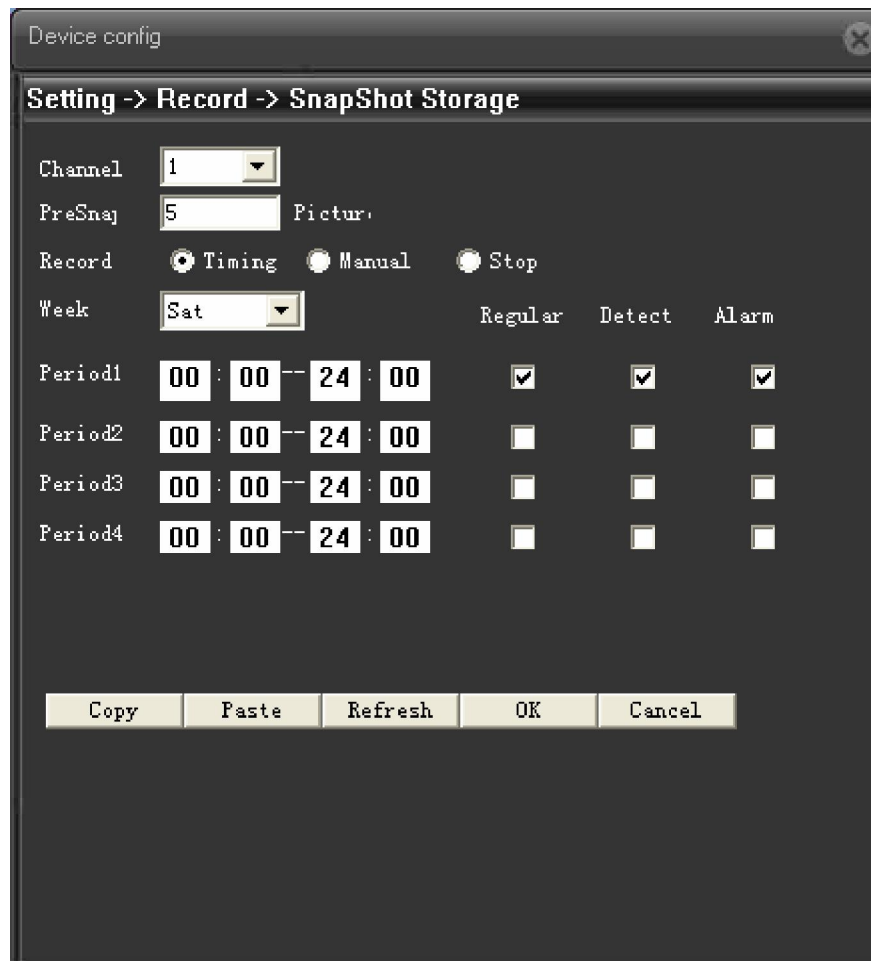 Device config
Setting -> Record -> SnapShot Storage
Channel 1
PreSnap 5 Pictur
Record Timing Manual Stop
Week Sat Regular Detect Alarm
Period1 00 : 00 -- 24 : 00
Period2 00 : 00 -- 24 : 00
Period3 00 : 00 -- 24 : 00
Period4 00 : 00 -- 24 : 00
Copy Paste Refresh OK Cancel